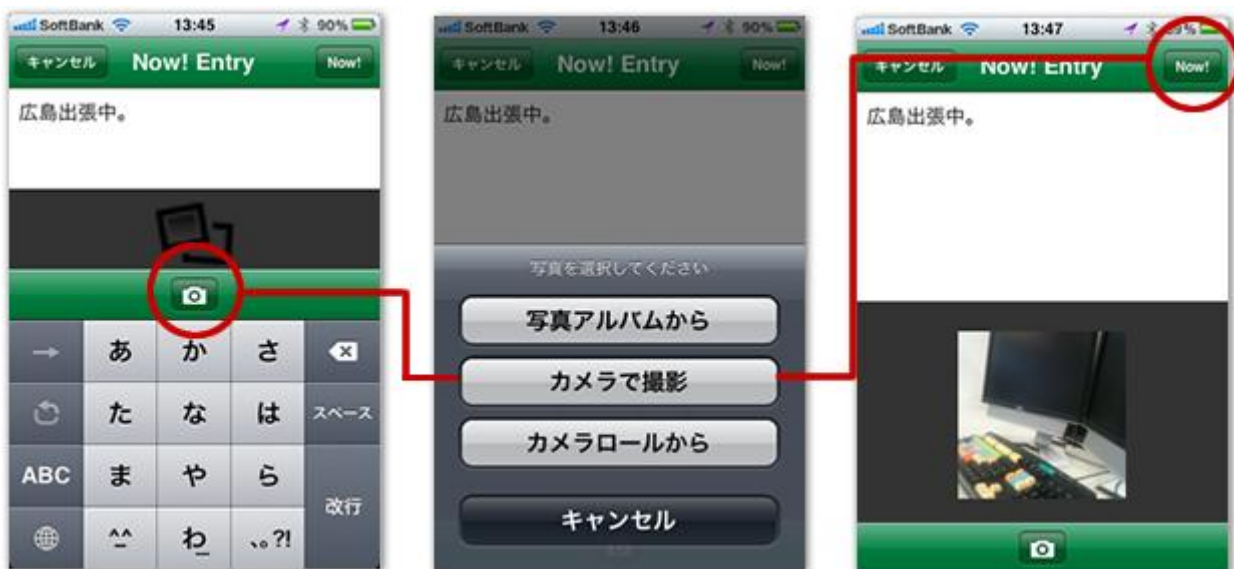 SoftBank 13:45 90%
キャンセル Now! Entry Now!
広島出張中。
→ あ か さ
た な は スペース
ABC ま や ら
改行
^^ わ 、。?!
SoftBank 13:46 90%
キャンセル Now! Entry Now!
広島出張中。
写真を選択してください
写真アルバムから
カメラで撮影
カメラロールから
キャンセル
SoftBank 13:47
キャンセル Now! Entry Now!
広島出張中。